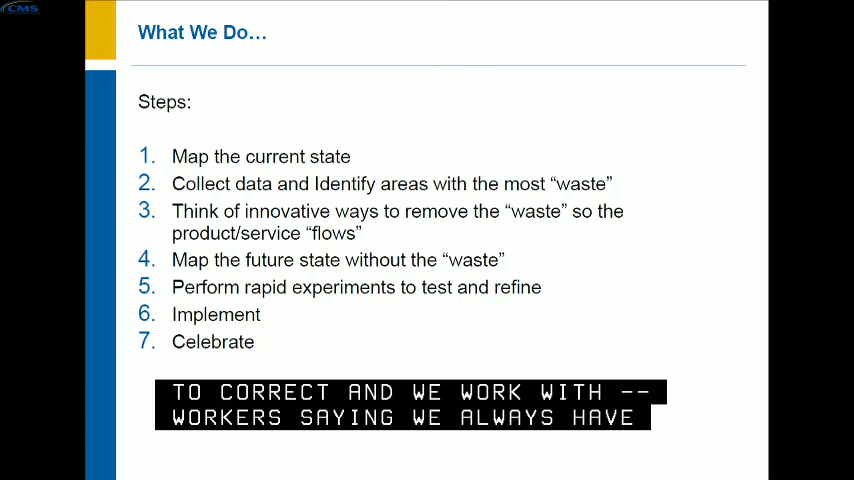 CMS
What We Do…
Steps:
1. Map the current state
2. Collect data and Identify areas with the most “waste”
3. Think of innovative ways to remove the “waste” so the
product/service “flows”
4. Map the future state without the “waste”
5. Perform rapid experiments to test and refine
6. Implement
7. Celebrate
TO CORRECT AND WE WORK WITH --
WORKERS SAYING WE ALWAYS HAVE